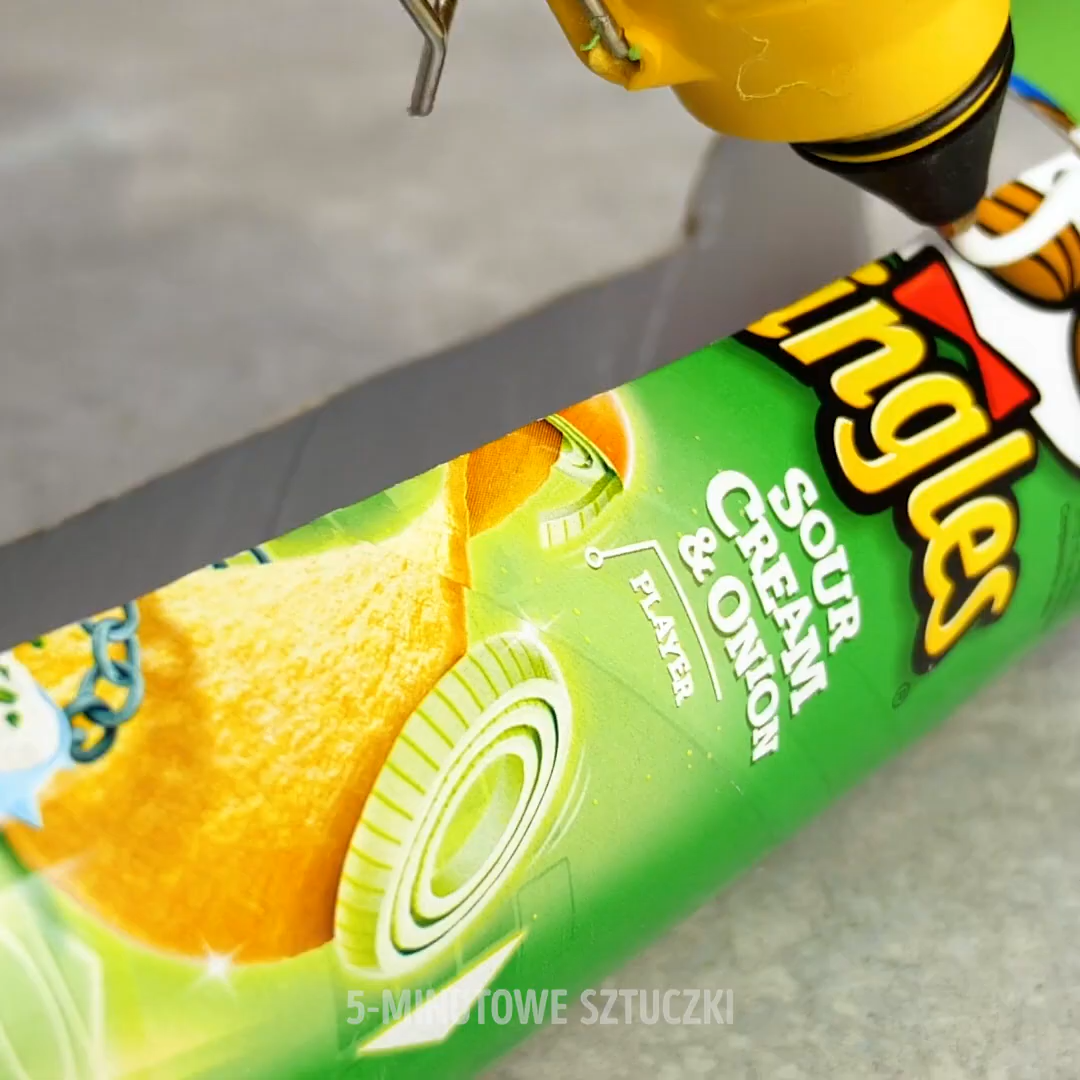 ingles
SOUR
CREAM
& ONION
PLAYER
®
5-MINUTOWE SZTUCZKI